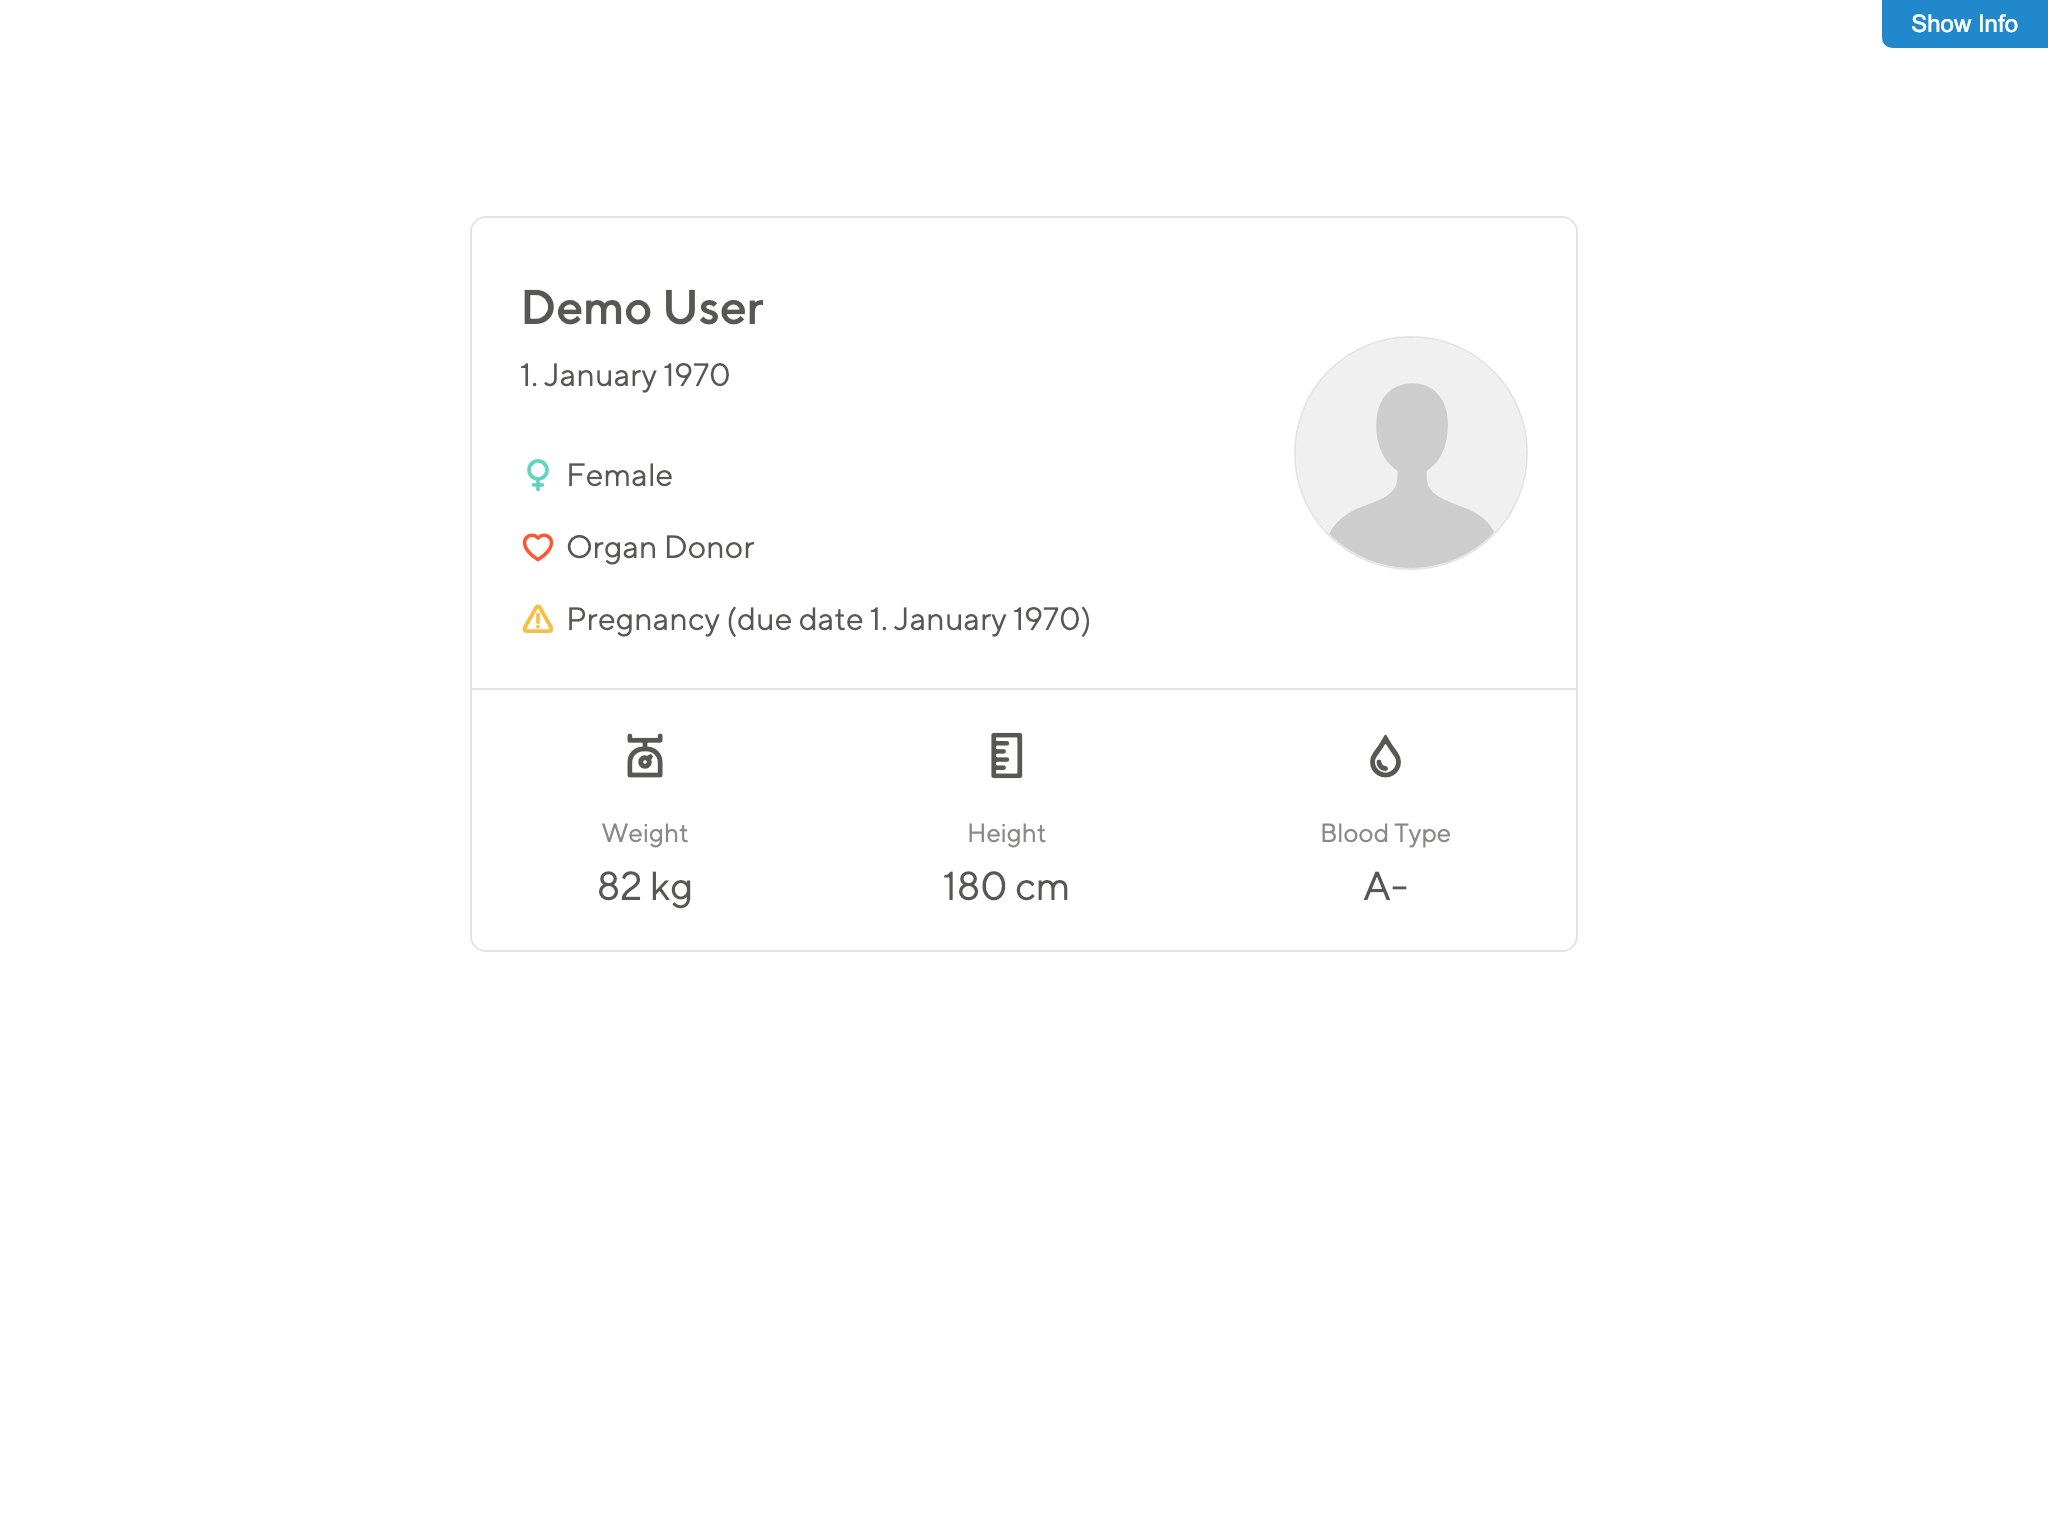 Show Info
Demo User
1. January 1970
Female
Organ Donor
Pregnancy (due date 1. January 1970)
Weight
82 kg
Height
180 cm
Blood Type
A-